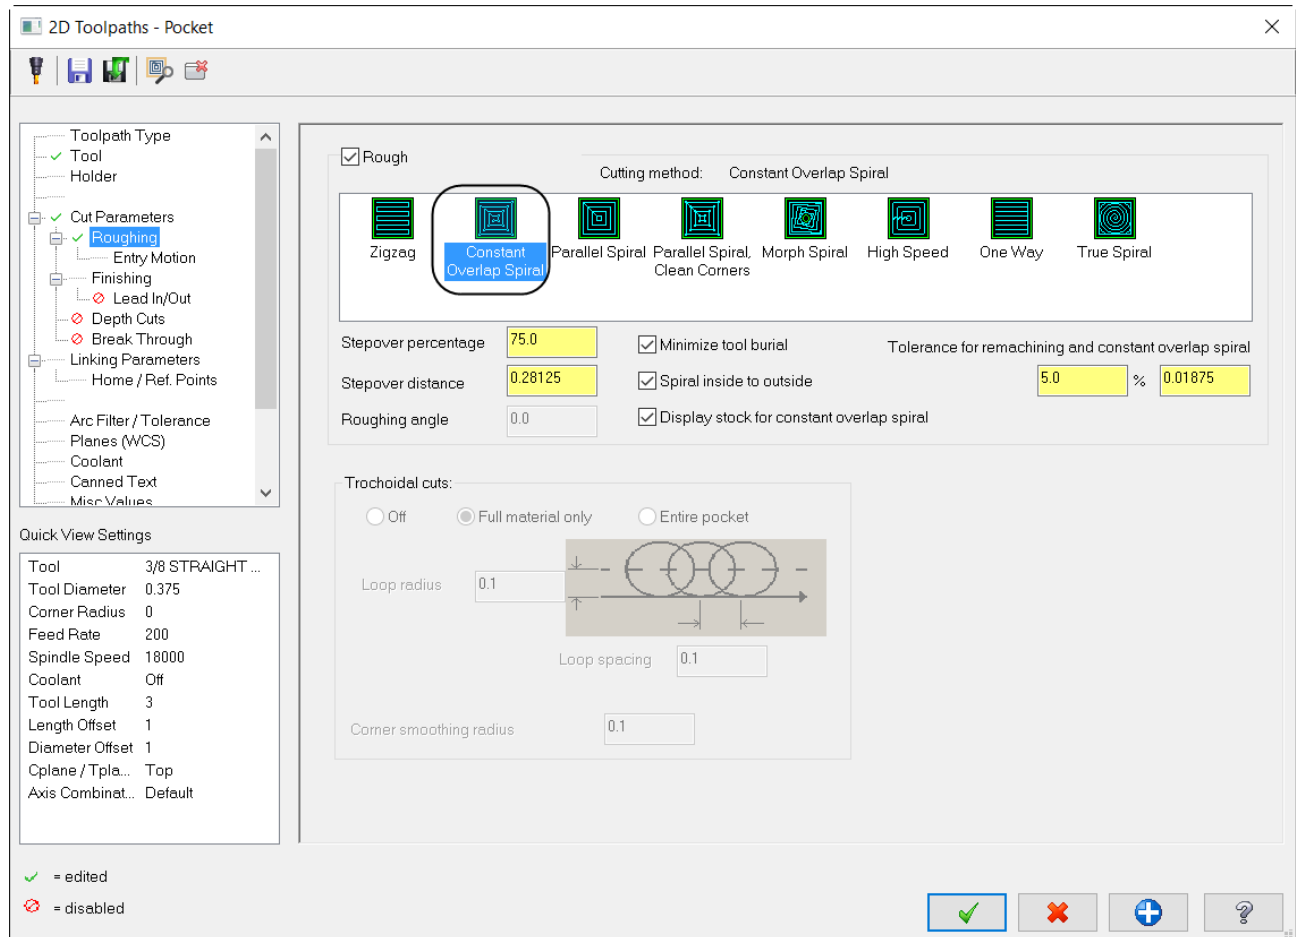 2D Toolpaths - Pocket
Toolpath Type
Tool
Holder
Cut Parameters
Roughing
Entry Motion
Finishing
Lead In/Out
Depth Cuts
Break Through
Linking Parameters
Home / Ref. Points
Arc Filter / Tolerance
Planes (WCS)
Coolant
Canned Text
Misc Values
Quick View Settings
Tool 3/8 STRAIGHT ...
Tool Diameter 0.375
Corner Radius 0
Feed Rate 200
Spindle Speed 18000
Coolant Off
Tool Length 3
Length Offset 1
Diameter Offset 1
Cplane / Tpla... Top
Axis Combinat... Default
= edited
= disabled
Rough
Cutting method: Constant Overlap Spiral
Zigzag
Constant
Overlap Spiral
Parallel Spiral
Parallel Spiral,
Clean Corners
Morph Spiral
High Speed
One Way
True Spiral
Stepover percentage 75.0
Stepover distance 0.28125
Roughing angle 0.0
Minimize tool burial
Spiral inside to outside
Display stock for constant overlap spiral
Tolerance for remachining and constant overlap spiral
5.0 % 0.01875
Trochoidal cuts:
Off Full material only Entire pocket
Loop radius 0.1
Loop spacing 0.1
Corner smoothing radius 0.1